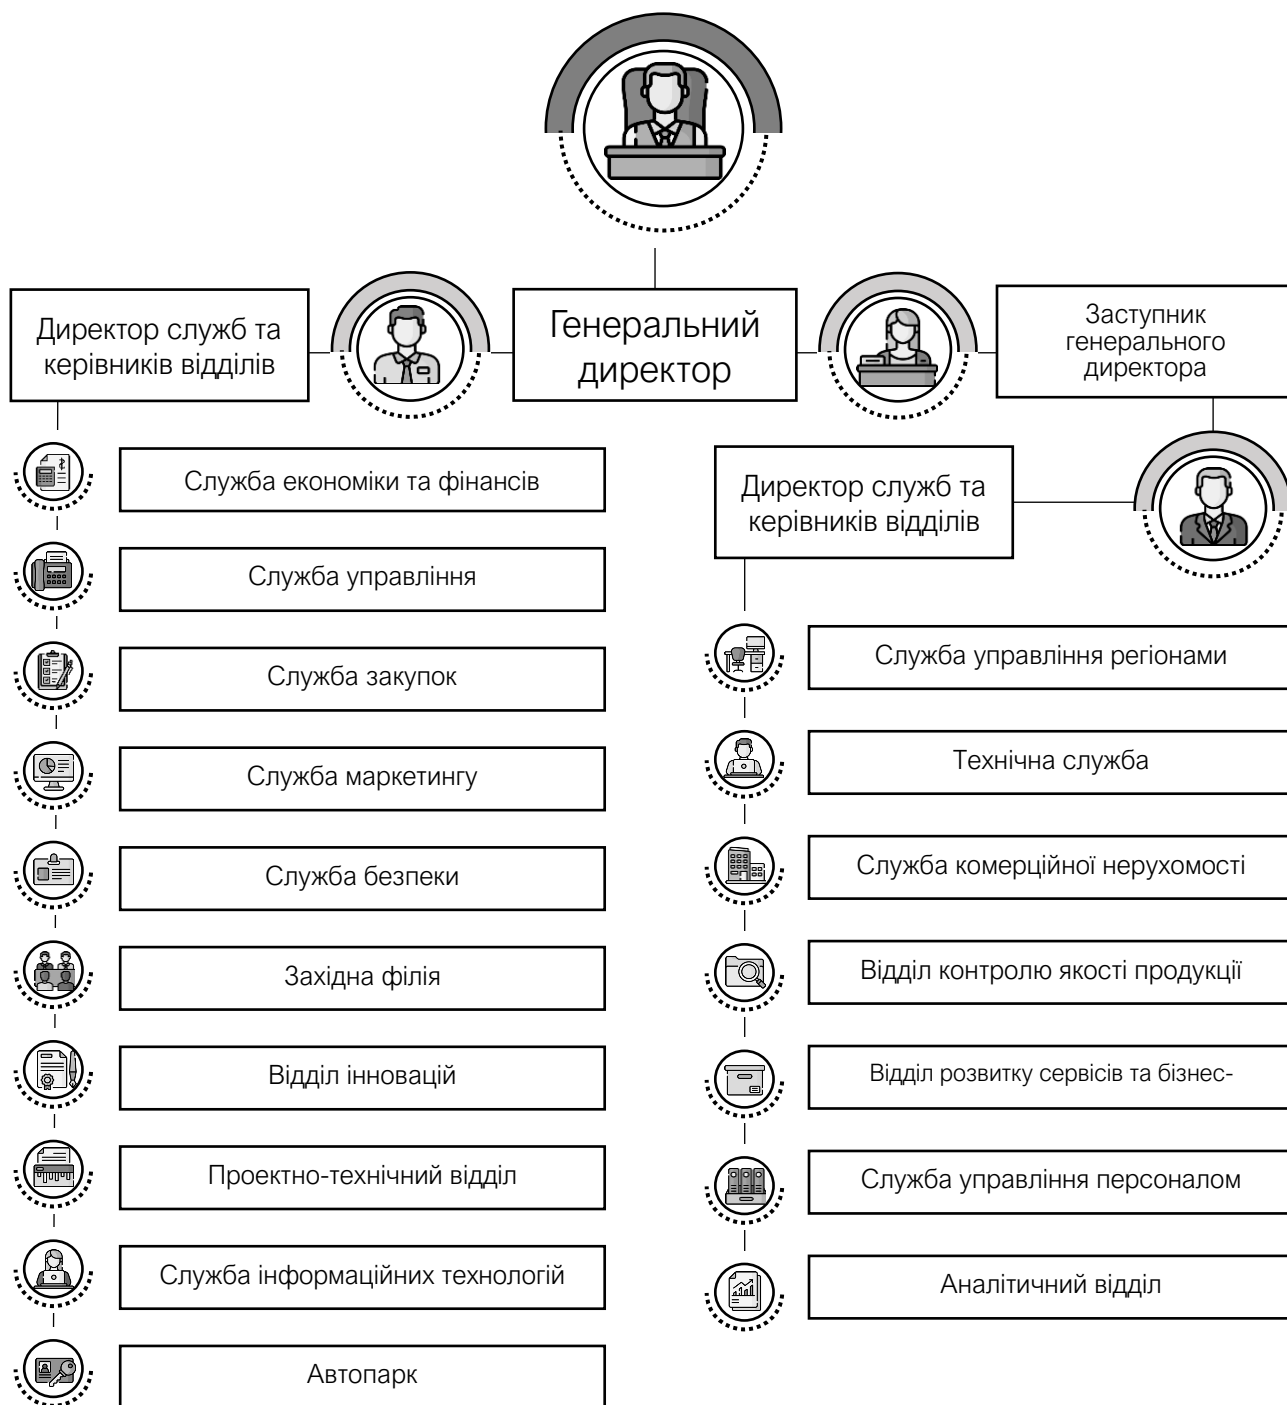 Генеральний
директор
Директор служб та
керівників відділів
Заступник
генерального
директора
Служба економіки та фінансів
Служба управління
Служба закупок
Служба маркетингу
Служба безпеки
Західна філія
Відділ інновацій
Проектно-технічний відділ
Служба інформаційних технологій
Автопарк
Директор служб та
керівників відділів
Служба управління регіонами
Технічна служба
Служба комерційної нерухомості
Відділ контролю якості продукції
Відділ розвитку сервісів та бізнес-
Служба управління персоналом
Аналітичний відділ